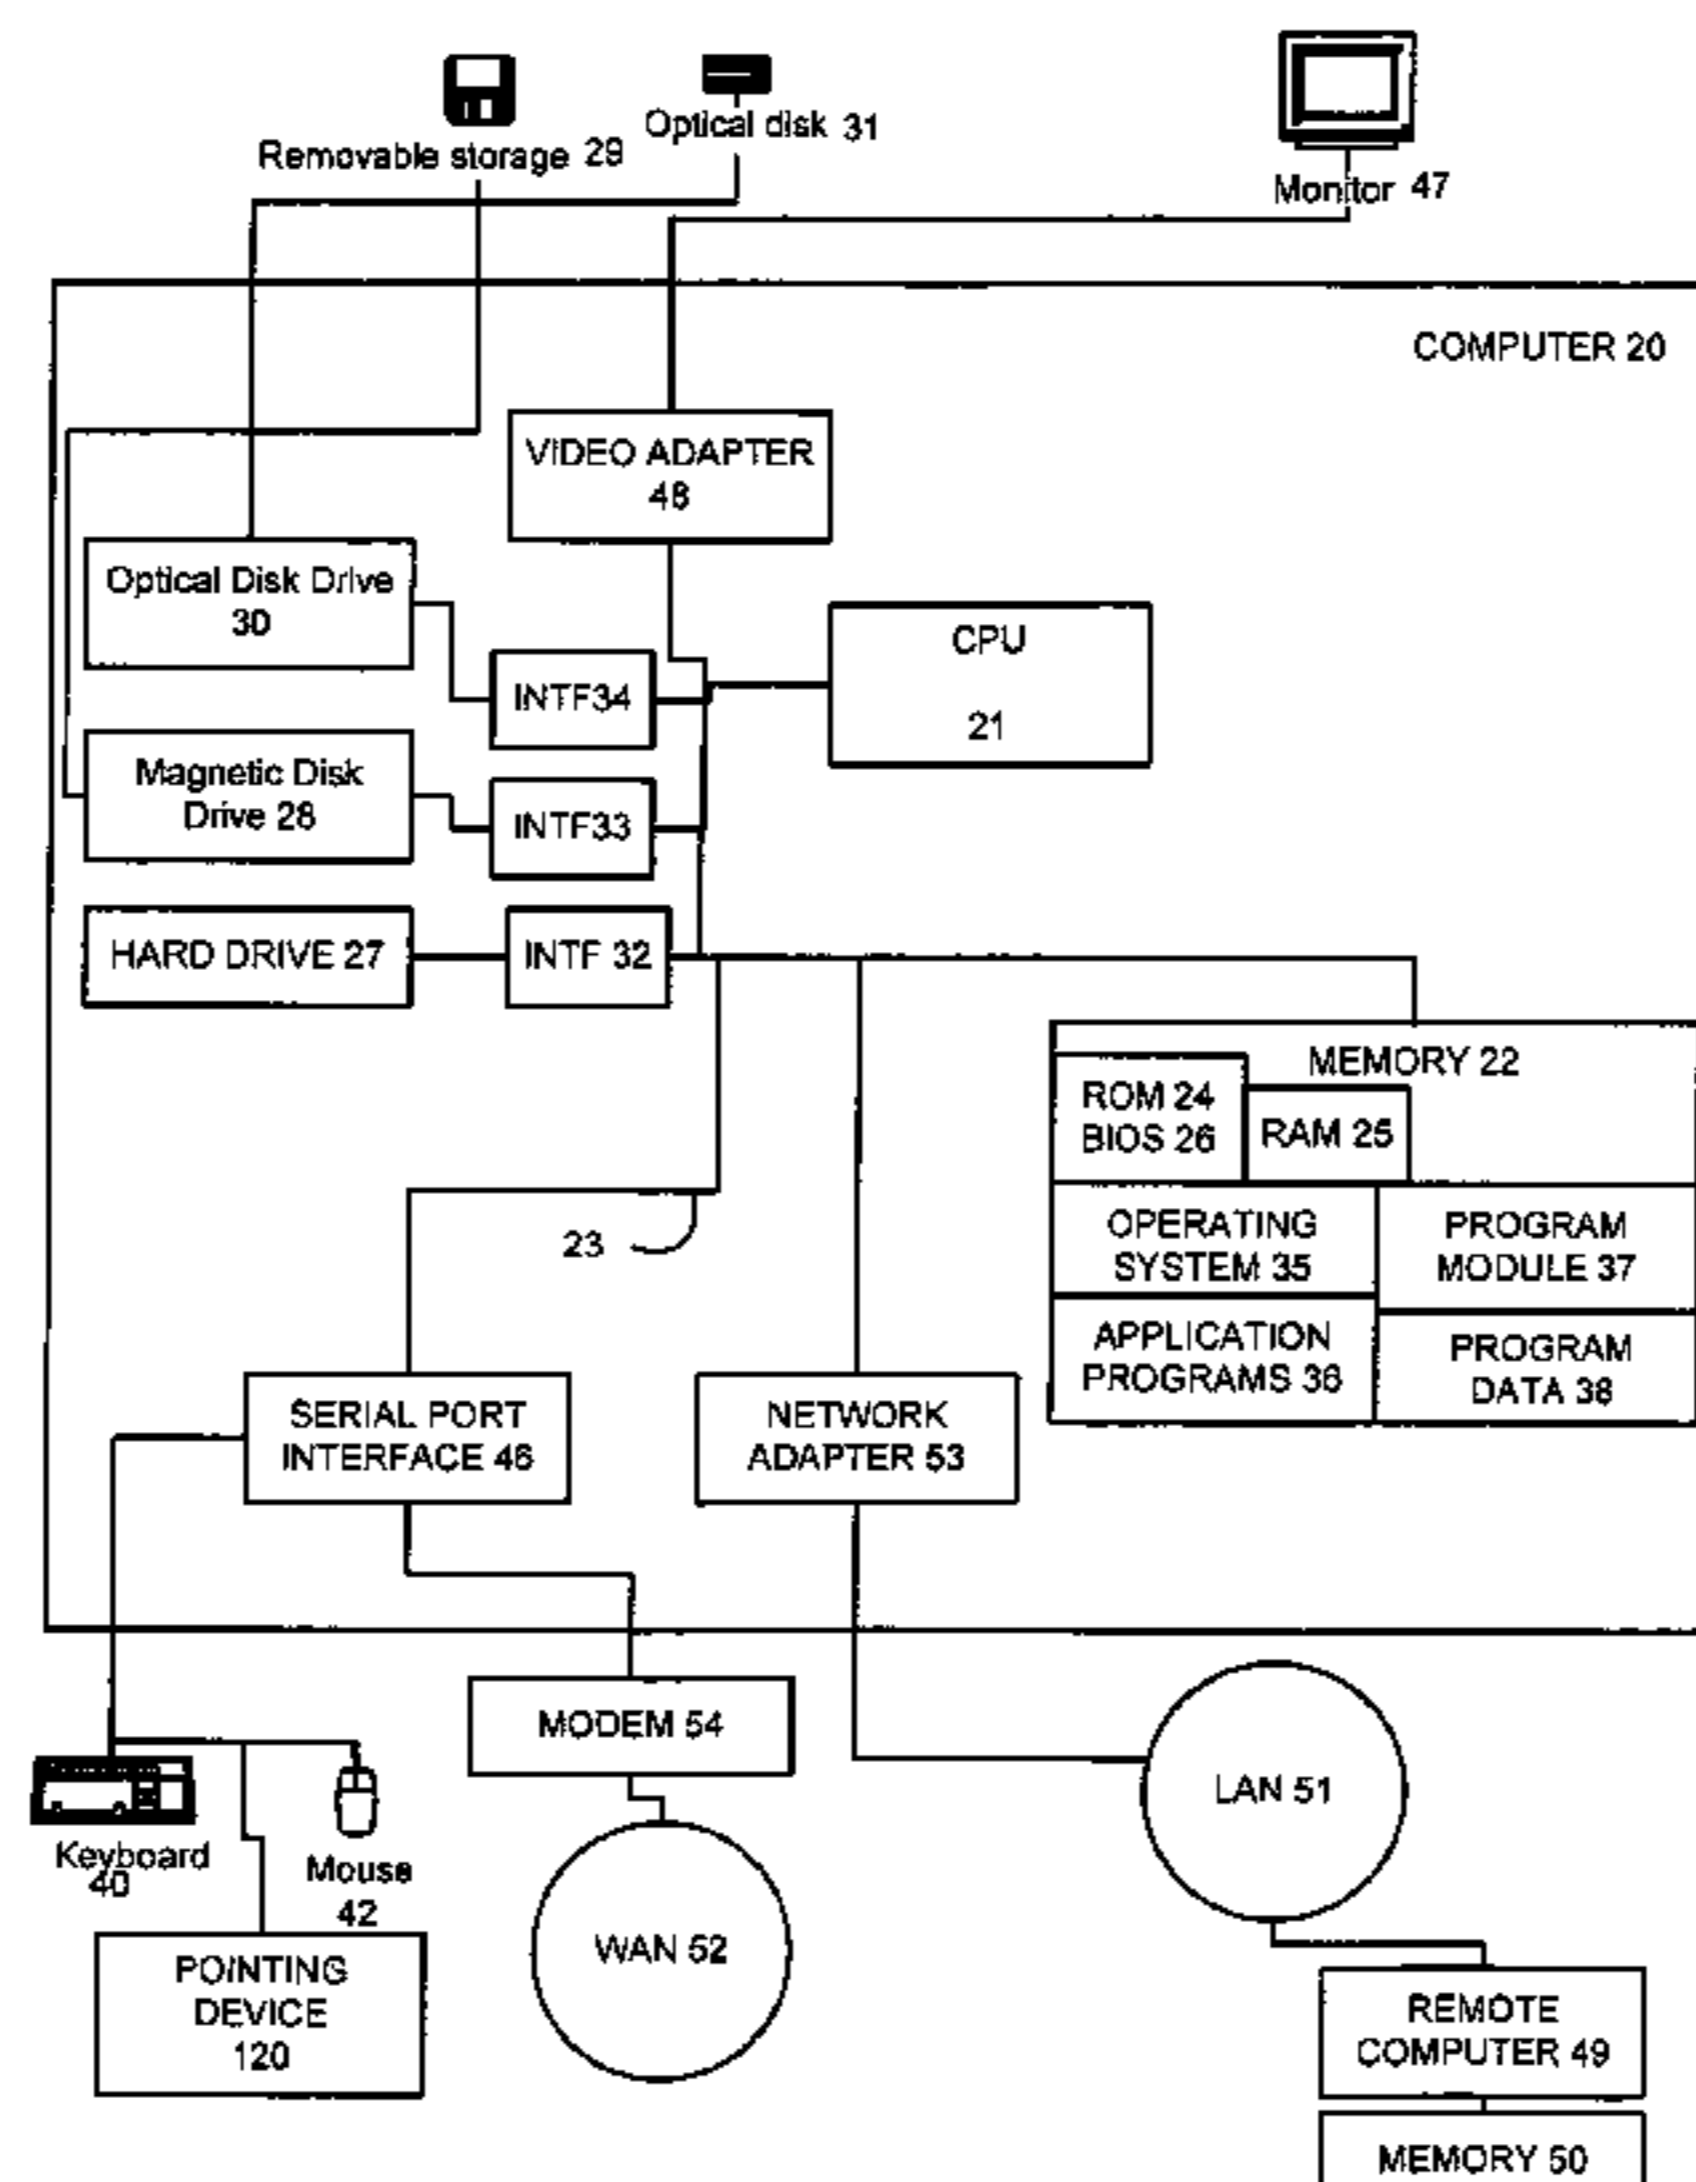 Optical disk 31
Removable storage 29
Monitor 47
COMPUTER 20
VIDEO ADAPTER
48
Optical Disk Drive
30
CPU
21
INTF34
Magnetic Disk
Drive 28
INTF33
HARD DRIVE 27
INTF 32
MEMORY 22
ROM 24
BIOS 26
RAM 25
OPERATING
SYSTEM 35
PROGRAM
MODULE 37
23
APPLICATION
PROGRAMS 36
PROGRAM
DATA 38
SERIAL PORT
INTERFACE 46
NETWORK
ADAPTER 53
MODEM 54
LAN 51
Keyboard
40
Mouse
42
WAN 52
POINTING
DEVICE
120
REMOTE
COMPUTER 49
MEMORY 50